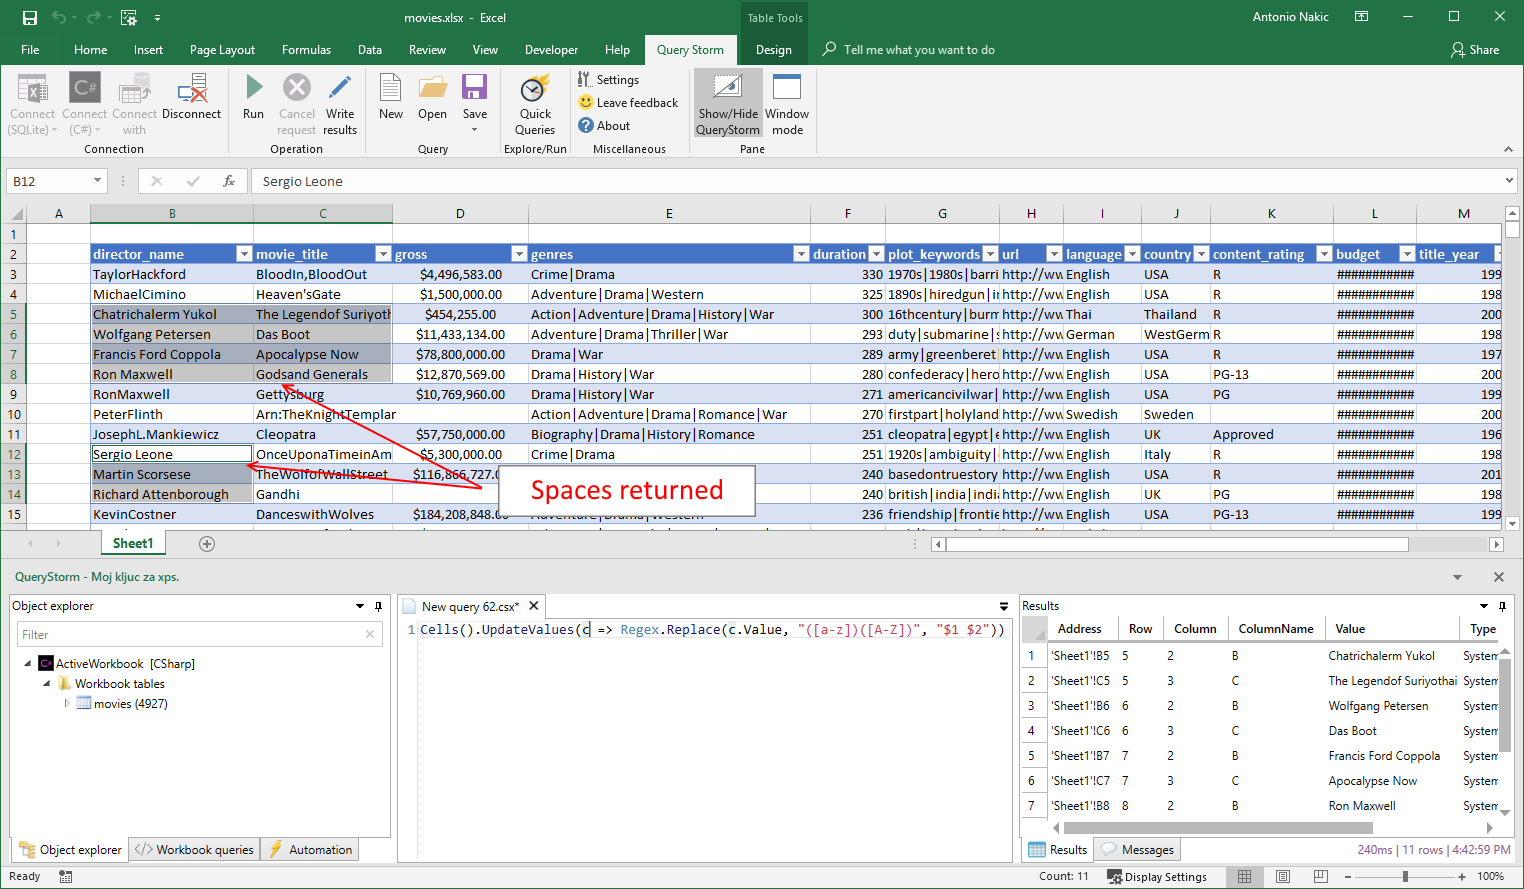 movies.xlsx - Excel
Table Tools
Antonio Nakic
File Home Insert Page Layout Formulas Data Review View Developer Help Query Storm Design Tell me what you want to do Share
Connect (SQLite)
Connect (C#)
Connect with
Disconnect
Connection
Run
Cancel request
Write results
Operation
New
Open
Save
Query
Quick Queries
Explore/Run
Settings
Leave feedback
About
Miscellaneous
Show/Hide QueryStorm
Window mode
Pane
B12 fx Sergio Leone
A B C D E F G H I J K L M
1
2 director_name movie_title gross genres duration plot_keywords url language country content_rating budget title_year
3 TaylorHackford BloodIn,BloodOut $4,496,583.00 Crime|Drama 330 1970s|1980s|barri http://ww English USA R ########### 199
4 MichaelCimino Heaven'sGate $1,500,000.00 Adventure|Drama|Western 325 1890s|hiredgun|in http://ww English USA R ########### 198
5 Chatrichalerm Yukol The Legendof Suriyoth $454,255.00 Action|Adventure|Drama|History|War 300 16thcentury|burm http://ww Thai Thailand R ########### 200
6 Wolfgang Petersen Das Boot $11,433,134.00 Adventure|Drama|Thriller|War 293 duty|submarine|s http://ww German WestGerm R ########### 198
7 Francis Ford Coppola Apocalypse Now $78,800,000.00 Drama|War 289 army|greenberet http://ww English USA R ########### 197
8 Ron Maxwell Godsand Generals $12,870,569.00 Drama|History|War 280 confederacy|hero http://ww English USA PG-13 ########### 200
9 RonMaxwell Gettysburg $10,769,960.00 Drama|History|War 271 americancivilwar| http://ww English USA PG ########### 199
10 PeterFlinth Arn:TheKnightTemplar Action|Adventure|Drama|Romance|War 270 firstpart|holyland http://ww Swedish Sweden ########### 200
11 JosephL.Mankiewicz Cleopatra $57,750,000.00 Biography|Drama|History|Romance 251 cleopatra|egypt|e http://ww English UK Approved ########### 196
12 Sergio Leone OnceUponaTimeinAm $5,300,000.00 Crime|Drama 251 1920s|ambiguity| http://ww English Italy R ########### 198
13 Martin Scorsese TheWolfofWallStreet $116,866,727.0 240 basedontruestory http://ww English USA R ########### 201
14 Richard Attenborough Gandhi 240 british|india|india http://ww English UK PG ########### 198
15 KevinCostner DanceswithWolves $184,208,848.0 Adventure|Drama|Western 236 friendship|frontie http://ww English USA PG-13 ########### 199
Spaces returned
Sheet1
QueryStorm - Moj kljuc za xps.
Object explorer
Filter
ActiveWorkbook [CSharp]
Workbook tables
movies (4927)
Object explorer Workbook queries Automation
New query 62.csx*
1 Cells().UpdateValues(c => Regex.Replace(c.Value, "([a-z])([A-Z])", "$1 $2"))
Results
Address Row Column ColumnName Value Type
1 'Sheet1'!B5 5 2 B Chatrichalerm Yukol System
2 'Sheet1'!C5 5 3 C The Legendof Suriyothai System
3 'Sheet1'!B6 6 2 B Wolfgang Petersen System
4 'Sheet1'!C6 6 3 C Das Boot System
5 'Sheet1'!B7 7 2 B Francis Ford Coppola System
6 'Sheet1'!C7 7 3 C Apocalypse Now System
7 'Sheet1'!B8 8 2 B Ron Maxwell System
Results Messages 240ms | 11 rows | 4:42:59 PM
Ready Count: 11 Display Settings 100%